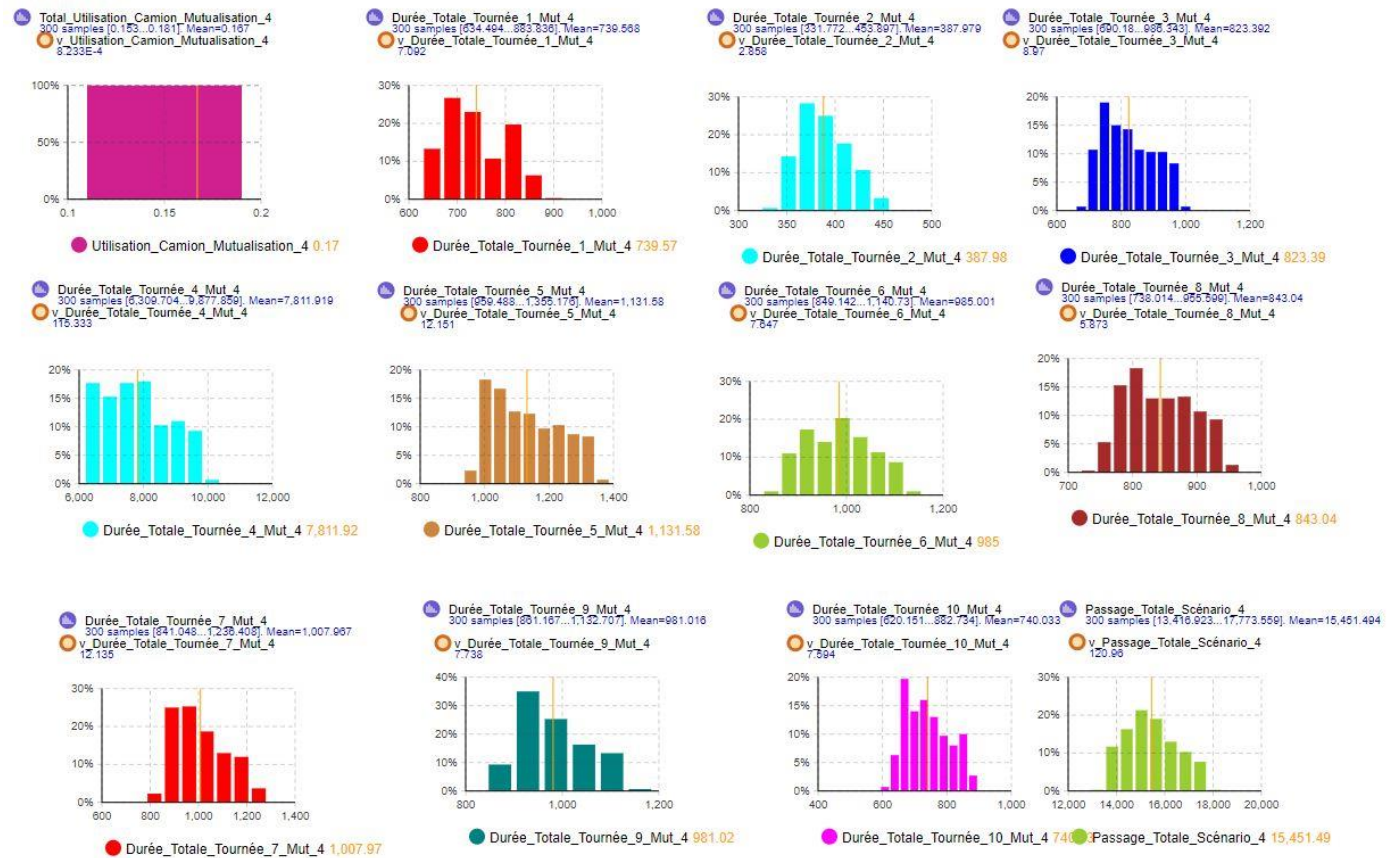 Total_Utilisation_Camion_Mutualisation_4
300 samples [0.153...0.181]. Mean=0.167
v_Utilisation_Camion_Mutualisation_4
8.233E-4
100%
50%
0%
0.1 0.15 0.2
Utilisation_Camion_Mutualisation_4 0.17
Durée_Totale_Tournée_1_Mut_4
300 samples [634.494...883.836]. Mean=739.568
v_Durée_Totale_Tournée_1_Mut_4
7.092
30%
20%
10%
0%
600 700 800 900 1,000
Durée_Totale_Tournée_1_Mut_4 739.57
Durée_Totale_Tournée_2_Mut_4
300 samples [331.772...453.897]. Mean=387.979
v_Durée_Totale_Tournée_2_Mut_4
2.858
30%
20%
10%
0%
300 350 400 450 500
Durée_Totale_Tournée_2_Mut_4 387.98
Durée_Totale_Tournée_3_Mut_4
300 samples [690.18...986.343]. Mean=823.392
v_Durée_Totale_Tournée_3_Mut_4
8.97
20%
15%
10%
5%
0%
600 800 1,000 1,200
Durée_Totale_Tournée_3_Mut_4 823.39
Durée_Totale_Tournée_4_Mut_4
300 samples [6,309.704...9,877.859]. Mean=7,811.919
v_Durée_Totale_Tournée_4_Mut_4
115.333
20%
15%
10%
5%
0%
6,000 8,000 10,000 12,000
Durée_Totale_Tournée_4_Mut_4 7,811.92
Durée_Totale_Tournée_5_Mut_4
300 samples [959.488...1,355.176]. Mean=1,131.58
v_Durée_Totale_Tournée_5_Mut_4
12.151
20%
15%
10%
5%
0%
800 1,000 1,200 1,400
Durée_Totale_Tournée_5_Mut_4 1,131.58
Durée_Totale_Tournée_6_Mut_4
300 samples [849.142...1,140.73]. Mean=985.001
v_Durée_Totale_Tournée_6_Mut_4
7.647
30%
20%
10%
0%
800 1,000 1,200
Durée_Totale_Tournée_6_Mut_4 985
Durée_Totale_Tournée_8_Mut_4
300 samples [738.014...955.599]. Mean=843.04
v_Durée_Totale_Tournée_8_Mut_4
5.873
20%
15%
10%
5%
0%
700 800 900 1,000
Durée_Totale_Tournée_8_Mut_4 843.04
Durée_Totale_Tournée_7_Mut_4
300 samples [841.048...1,236.408]. Mean=1,007.967
v_Durée_Totale_Tournée_7_Mut_4
12.135
30%
20%
10%
0%
600 800 1,000 1,200 1,400
Durée_Totale_Tournée_7_Mut_4 1,007.97
Durée_Totale_Tournée_9_Mut_4
300 samples [861.167...1,132.707]. Mean=981.016
v_Durée_Totale_Tournée_9_Mut_4
7.738
40%
30%
20%
10%
0%
800 1,000 1,200
Durée_Totale_Tournée_9_Mut_4 981.02
Durée_Totale_Tournée_10_Mut_4
300 samples [620.151...882.734]. Mean=740.033
v_Durée_Totale_Tournée_10_Mut_4
7.594
20%
15%
10%
5%
0%
400 600 800 1,000
Durée_Totale_Tournée_10_Mut_4
Passage_Totale_Scénario_4
300 samples [13,416.923...17,773.559]. Mean=15,451.494
v_Passage_Totale_Scénario_4
120.96
30%
20%
10%
0%
12,000 14,000 16,000 18,000 20,000
Passage_Totale_Scénario_4 15,451.49